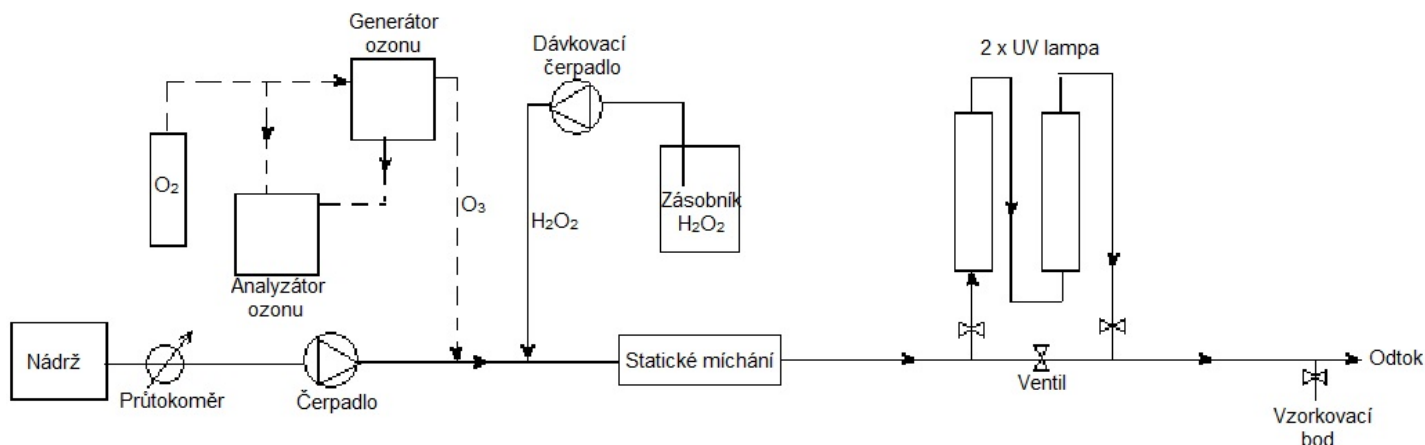 Generátor
ozonu
Dávkovací
čerpadlo
2 x UV lampa
O₂
O₃
H₂O₂
Zásobník
H₂O₂
Analyzátor
ozonu
Nádrž
Průtokoměr
Čerpadlo
Statické míchání
Ventil
Odtok
Vzorkovací
bod